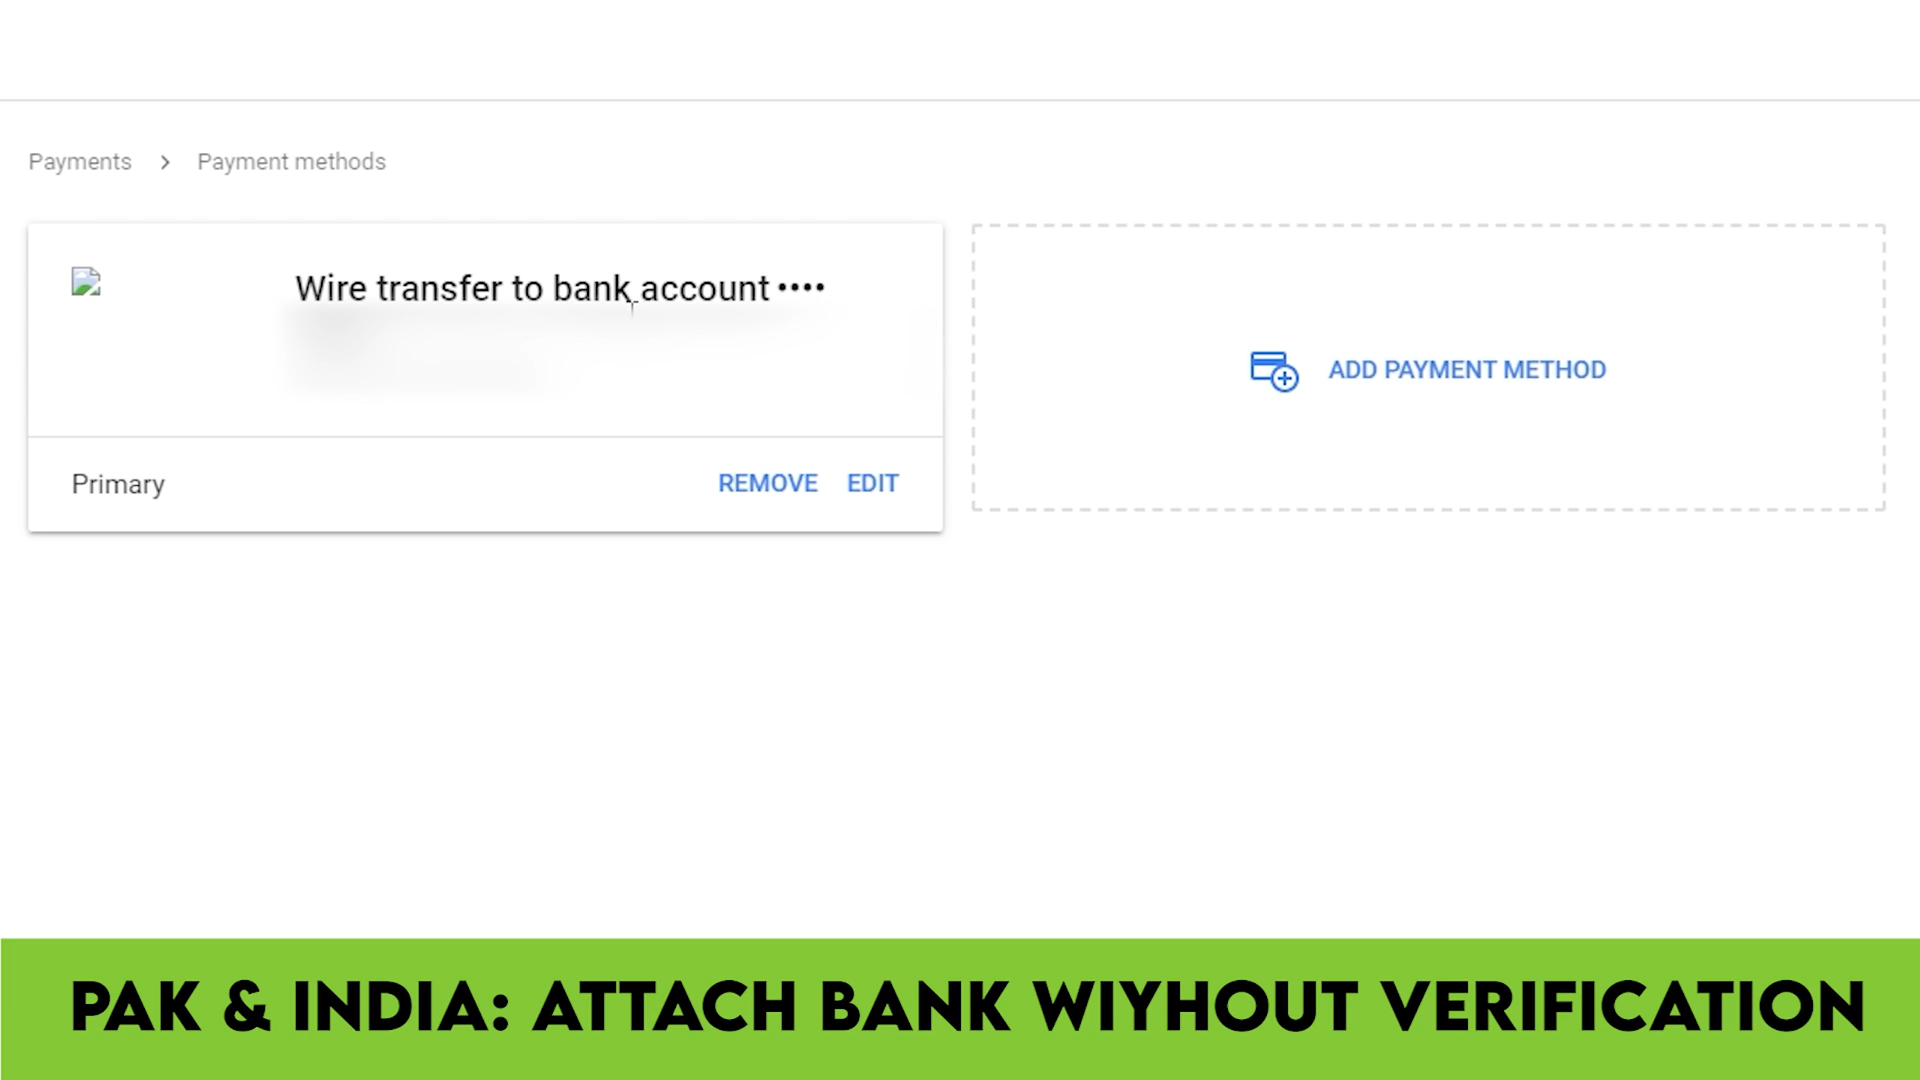 Payments > Payment methods
Wire transfer to bank account ••••
ADD PAYMENT METHOD
Primary
REMOVE EDIT
PAK & INDIA: ATTACH BANK WIYHOUT VERIFICATION